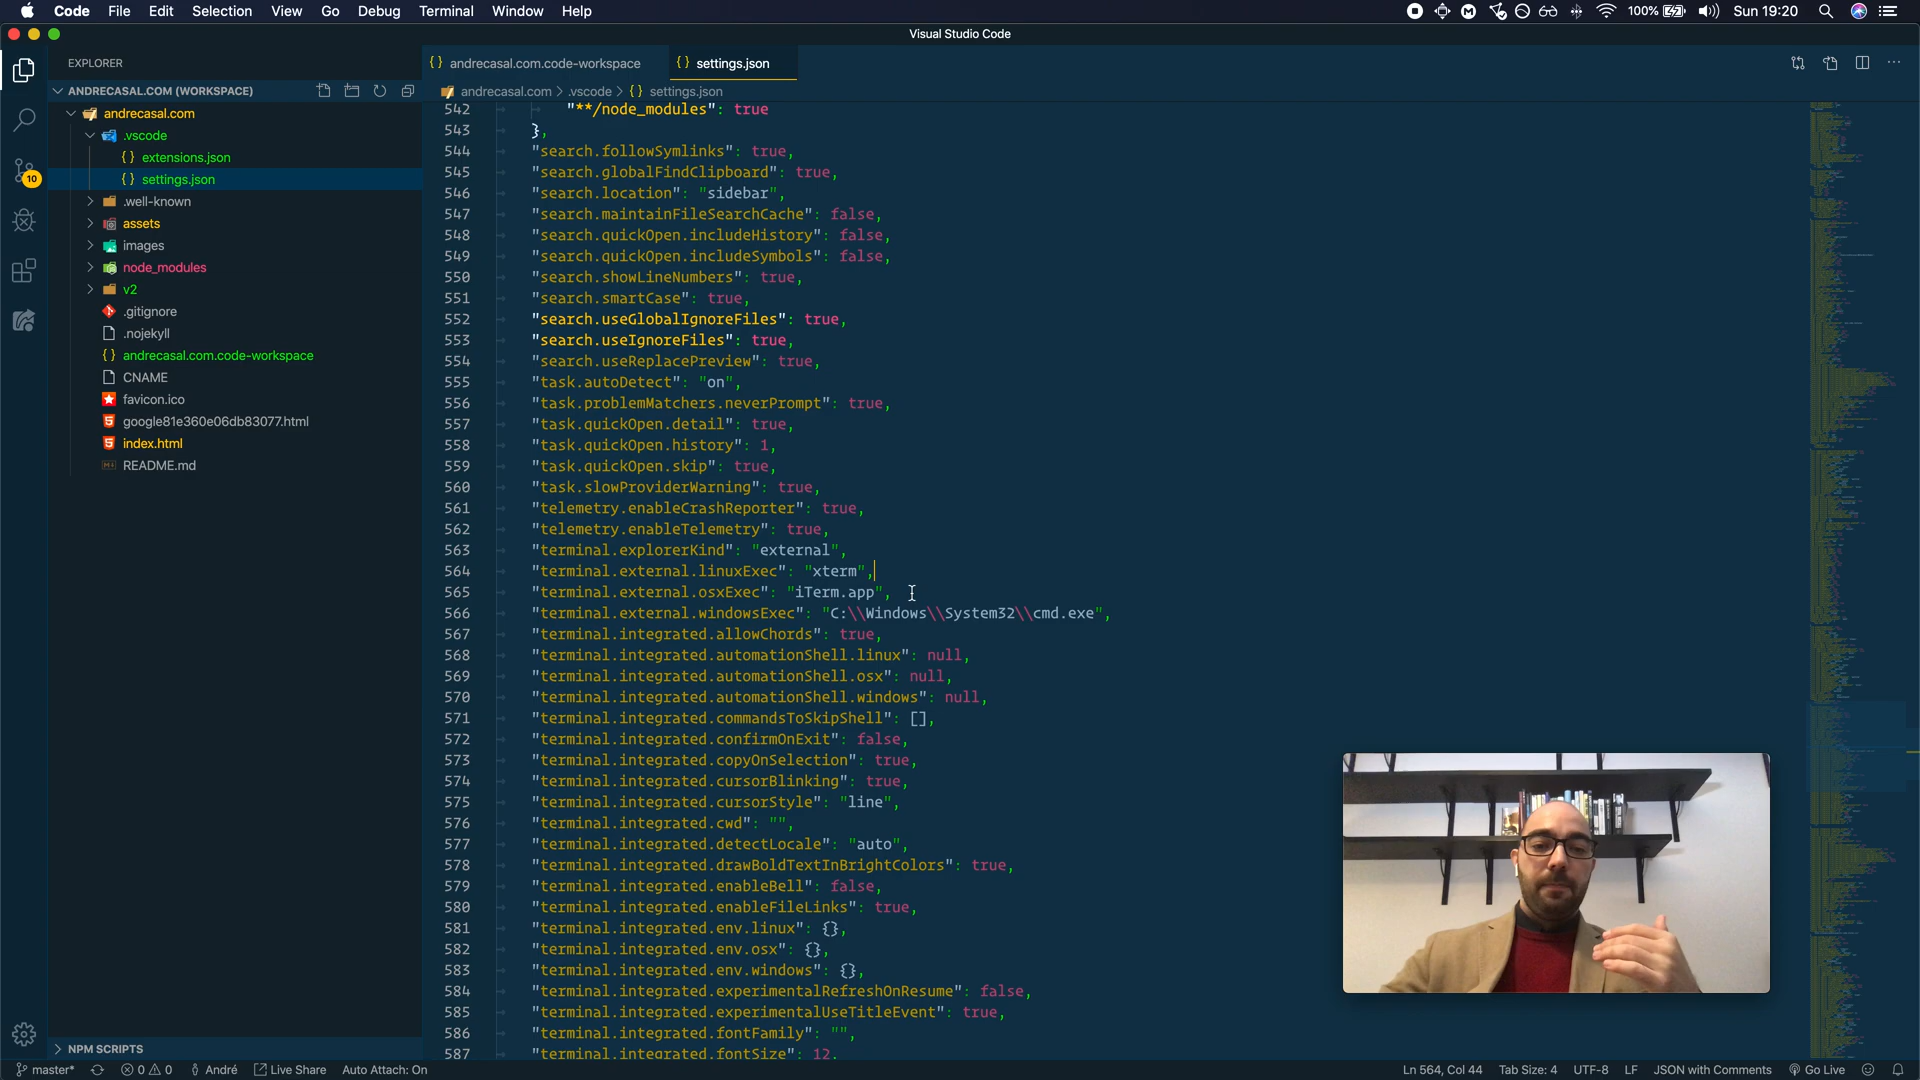 Code File Edit Selection View Go Debug Terminal Window Help 100% Sun 19:20
Visual Studio Code
EXPLORER
ANDRECASAL.COM (WORKSPACE)
andrecasal.com
.vscode
{} extensions.json
{} settings.json
.well-known
assets
images
node_modules
v2
.gitignore
.nojekyll
{} andrecasal.com.code-workspace
CNAME
favicon.ico
google81e360e06db83077.html
index.html
README.md
NPM SCRIPTS
10
{} andrecasal.com.code-workspace {} settings.json
andrecasal.com > .vscode > {} settings.json
542 "**/node_modules": true
543 },
544 "search.followSymlinks": true,
545 "search.globalFindClipboard": true,
546 "search.location": "sidebar",
547 "search.maintainFileSearchCache": false,
548 "search.quickOpen.includeHistory": false,
549 "search.quickOpen.includeSymbols": false,
550 "search.showLineNumbers": true,
551 "search.smartCase": true,
552 "search.useGlobalIgnoreFiles": true,
553 "search.useIgnoreFiles": true,
554 "search.useReplacePreview": true,
555 "task.autoDetect": "on",
556 "task.problemMatchers.neverPrompt": true,
557 "task.quickOpen.detail": true,
558 "task.quickOpen.history": 1,
559 "task.quickOpen.skip": true,
560 "task.slowProviderWarning": true,
561 "telemetry.enableCrashReporter": true,
562 "telemetry.enableTelemetry": true,
563 "terminal.explorerKind": "external",
564 "terminal.external.linuxExec": "xterm",
565 "terminal.external.osxExec": "iTerm.app",
566 "terminal.external.windowsExec": "C:\\Windows\\System32\\cmd.exe",
567 "terminal.integrated.allowChords": true,
568 "terminal.integrated.automationShell.linux": null,
569 "terminal.integrated.automationShell.osx": null,
570 "terminal.integrated.automationShell.windows": null,
571 "terminal.integrated.commandsToSkipShell": [],
572 "terminal.integrated.confirmOnExit": false,
573 "terminal.integrated.copyOnSelection": true,
574 "terminal.integrated.cursorBlinking": true,
575 "terminal.integrated.cursorStyle": "line",
576 "terminal.integrated.cwd": "",
577 "terminal.integrated.detectLocale": "auto",
578 "terminal.integrated.drawBoldTextInBrightColors": true,
579 "terminal.integrated.enableBell": false,
580 "terminal.integrated.enableFileLinks": true,
581 "terminal.integrated.env.linux": {},
582 "terminal.integrated.env.osx": {},
583 "terminal.integrated.env.windows": {},
584 "terminal.integrated.experimentalRefreshOnResume": false,
585 "terminal.integrated.experimentalUseTitleEvent": true,
586 "terminal.integrated.fontFamily": "",
587 "terminal.integrated.fontSize": 12,
master* 0 0 André Live Share Auto Attach: On Ln 564, Col 44 Tab Size: 4 UTF-8 LF JSON with Comments Go Live